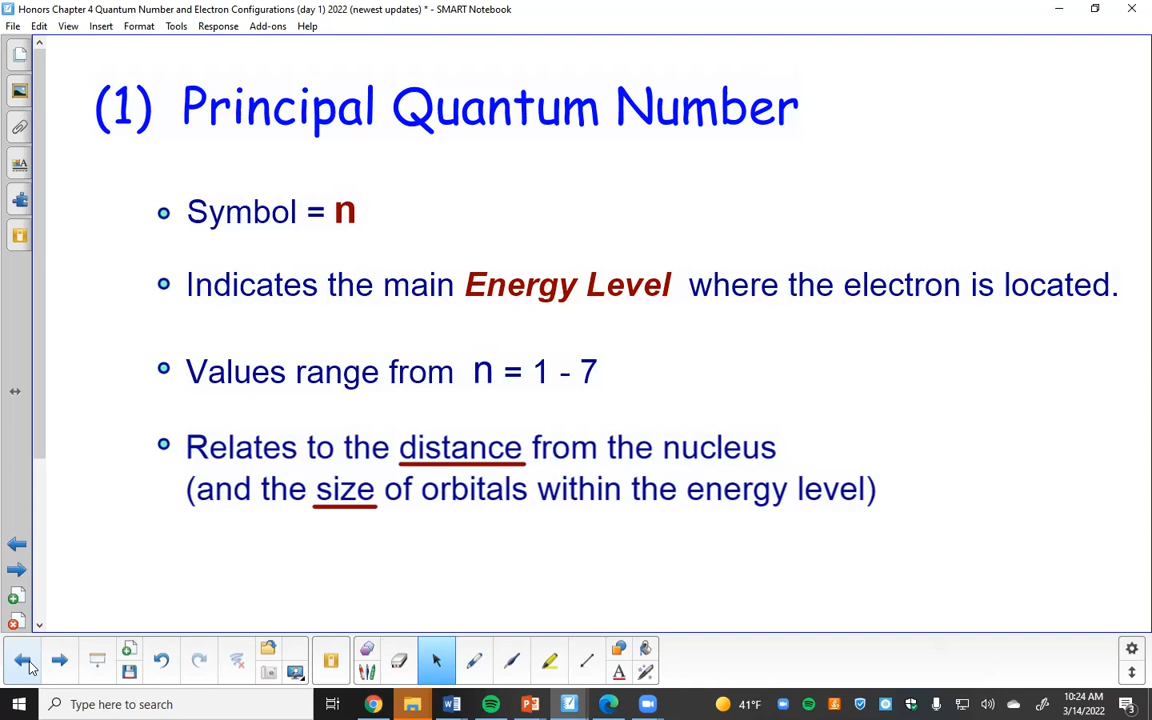 Honors Chapter 4 Quantum Number and Electron Configurations (day 1) 2022 (newest updates) * - SMART Notebook
File Edit View Insert Format Tools Response Add-ons Help
(1) Principal Quantum Number
Symbol = n
Indicates the main Energy Level where the electron is located.
Values range from n = 1 - 7
Relates to the distance from the nucleus
(and the size of orbitals within the energy level)
Type here to search
41°F
10:24 AM
3/14/2022
3